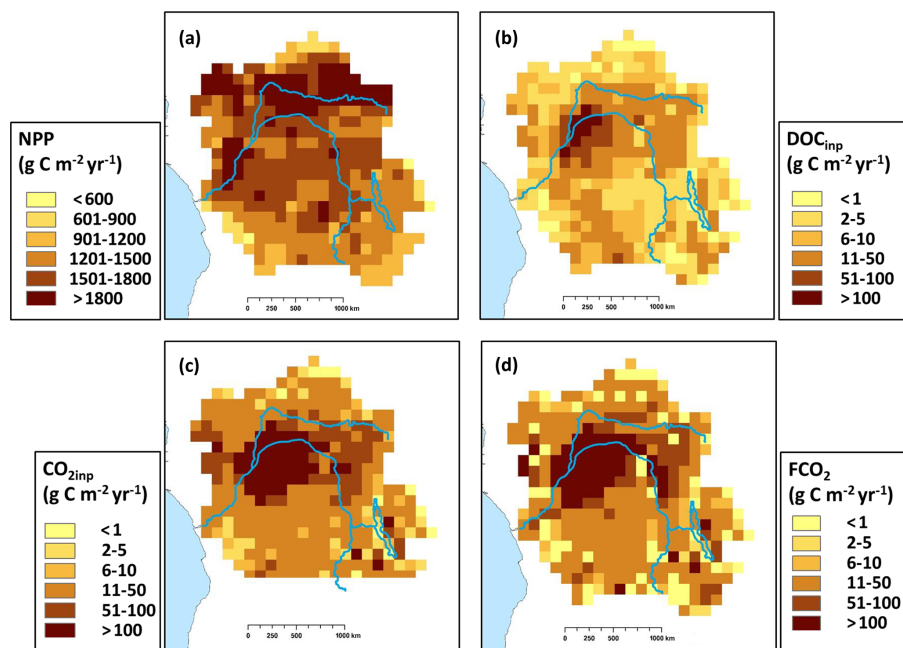 (a)
NPP
(g C m⁻² yr⁻¹)
<600
601-900
901-1200
1201-1500
1501-1800
>1800
0 250 500 1000 km
(b)
DOCinp
(g C m⁻² yr⁻¹)
<1
2-5
6-10
11-50
51-100
>100
0 250 500 1000 km
(c)
CO2inp
(g C m⁻² yr⁻¹)
<1
2-5
6-10
11-50
51-100
>100
0 250 500 1000 km
(d)
FCO2
(g C m⁻² yr⁻¹)
<1
2-5
6-10
11-50
51-100
>100
0 250 500 1000 km